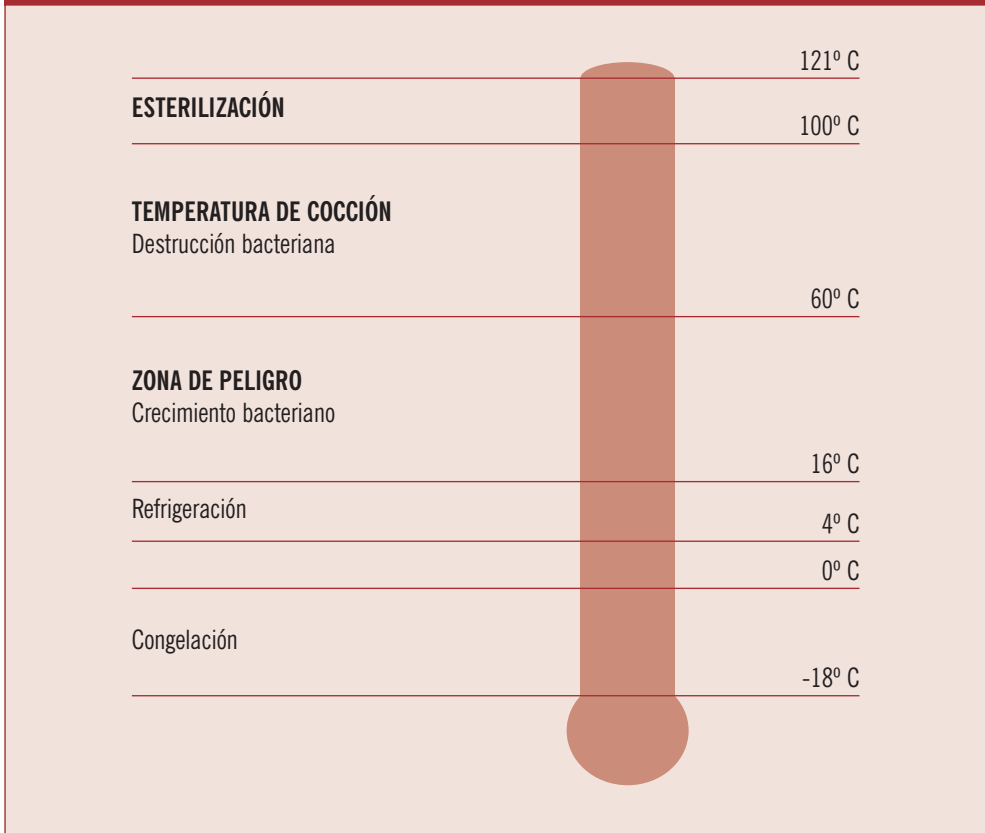 121º C
ESTERILIZACIÓN
100º C
TEMPERATURA DE COCCIÓN
Destrucción bacteriana
60º C
ZONA DE PELIGRO
Crecimiento bacteriano
16º C
Refrigeración
4º C
0º C
Congelación
-18º C